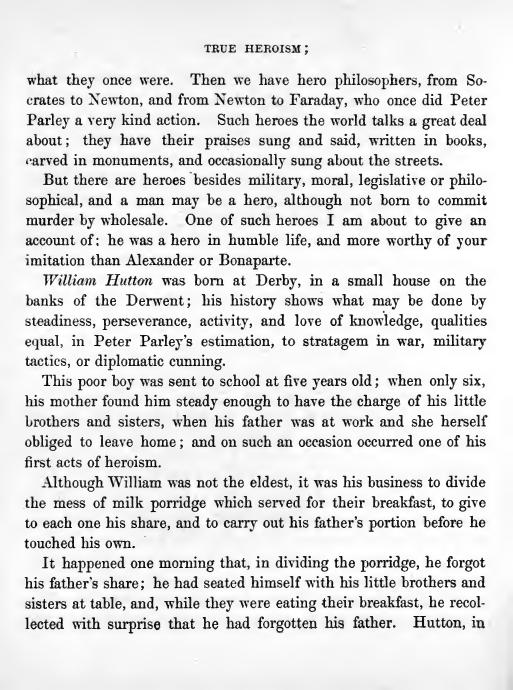 TRUE HEROISM;
what they once were. Then we have hero philosophers, from So-
crates to Newton, and from Newton to Faraday, who once did Peter
Parley a very kind action. Such heroes the world talks a great deal
about; they have their praises sung and said, written in books,
carved in monuments, and occasionally sung about the streets.
But there are heroes besides military, moral, legislative or philo-
sophical, and a man may be a hero, although not born to commit
murder by wholesale. One of such heroes I am about to give an
account of: he was a hero in humble life, and more worthy of your
imitation than Alexander or Bonaparte.
William Hutton was born at Derby, in a small house on the
banks of the Derwent; his history shows what may be done by
steadiness, perseverance, activity, and love of knowledge, qualities
equal, in Peter Parley's estimation, to stratagem in war, military
tactics, or diplomatic cunning.
This poor boy was sent to school at five years old; when only six,
his mother found him steady enough to have the charge of his little
brothers and sisters, when his father was at work and she herself
obliged to leave home; and on such an occasion occurred one of his
first acts of heroism.
Although William was not the eldest, it was his business to divide
the mess of milk porridge which served for their breakfast, to give
to each one his share, and to carry out his father's portion before he
touched his own.
It happened one morning that, in dividing the porridge, he forgot
his father's share; he had seated himself with his little brothers and
sisters at table, and, while they were eating their breakfast, he recol-
lected with surprise that he had forgotten his father. Hutton, in